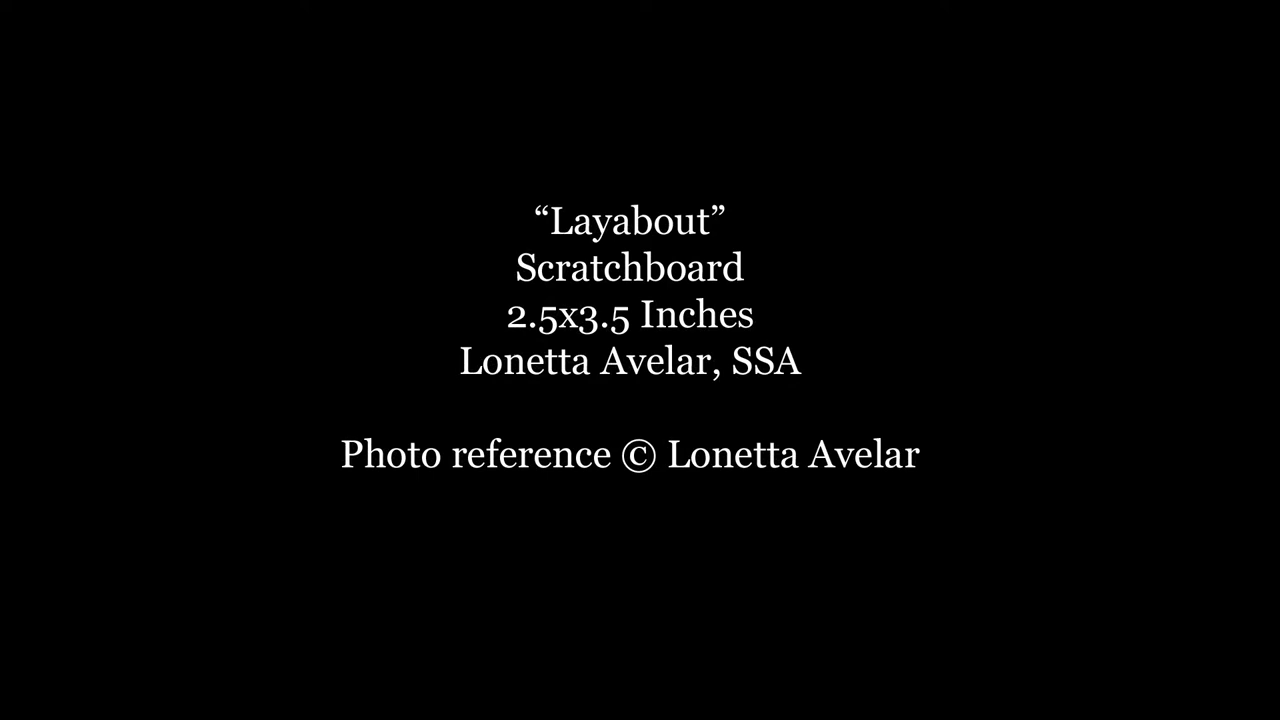 “Layabout”
Scratchboard
2.5x3.5 Inches
Lonetta Avelar, SSA
Photo reference © Lonetta Avelar